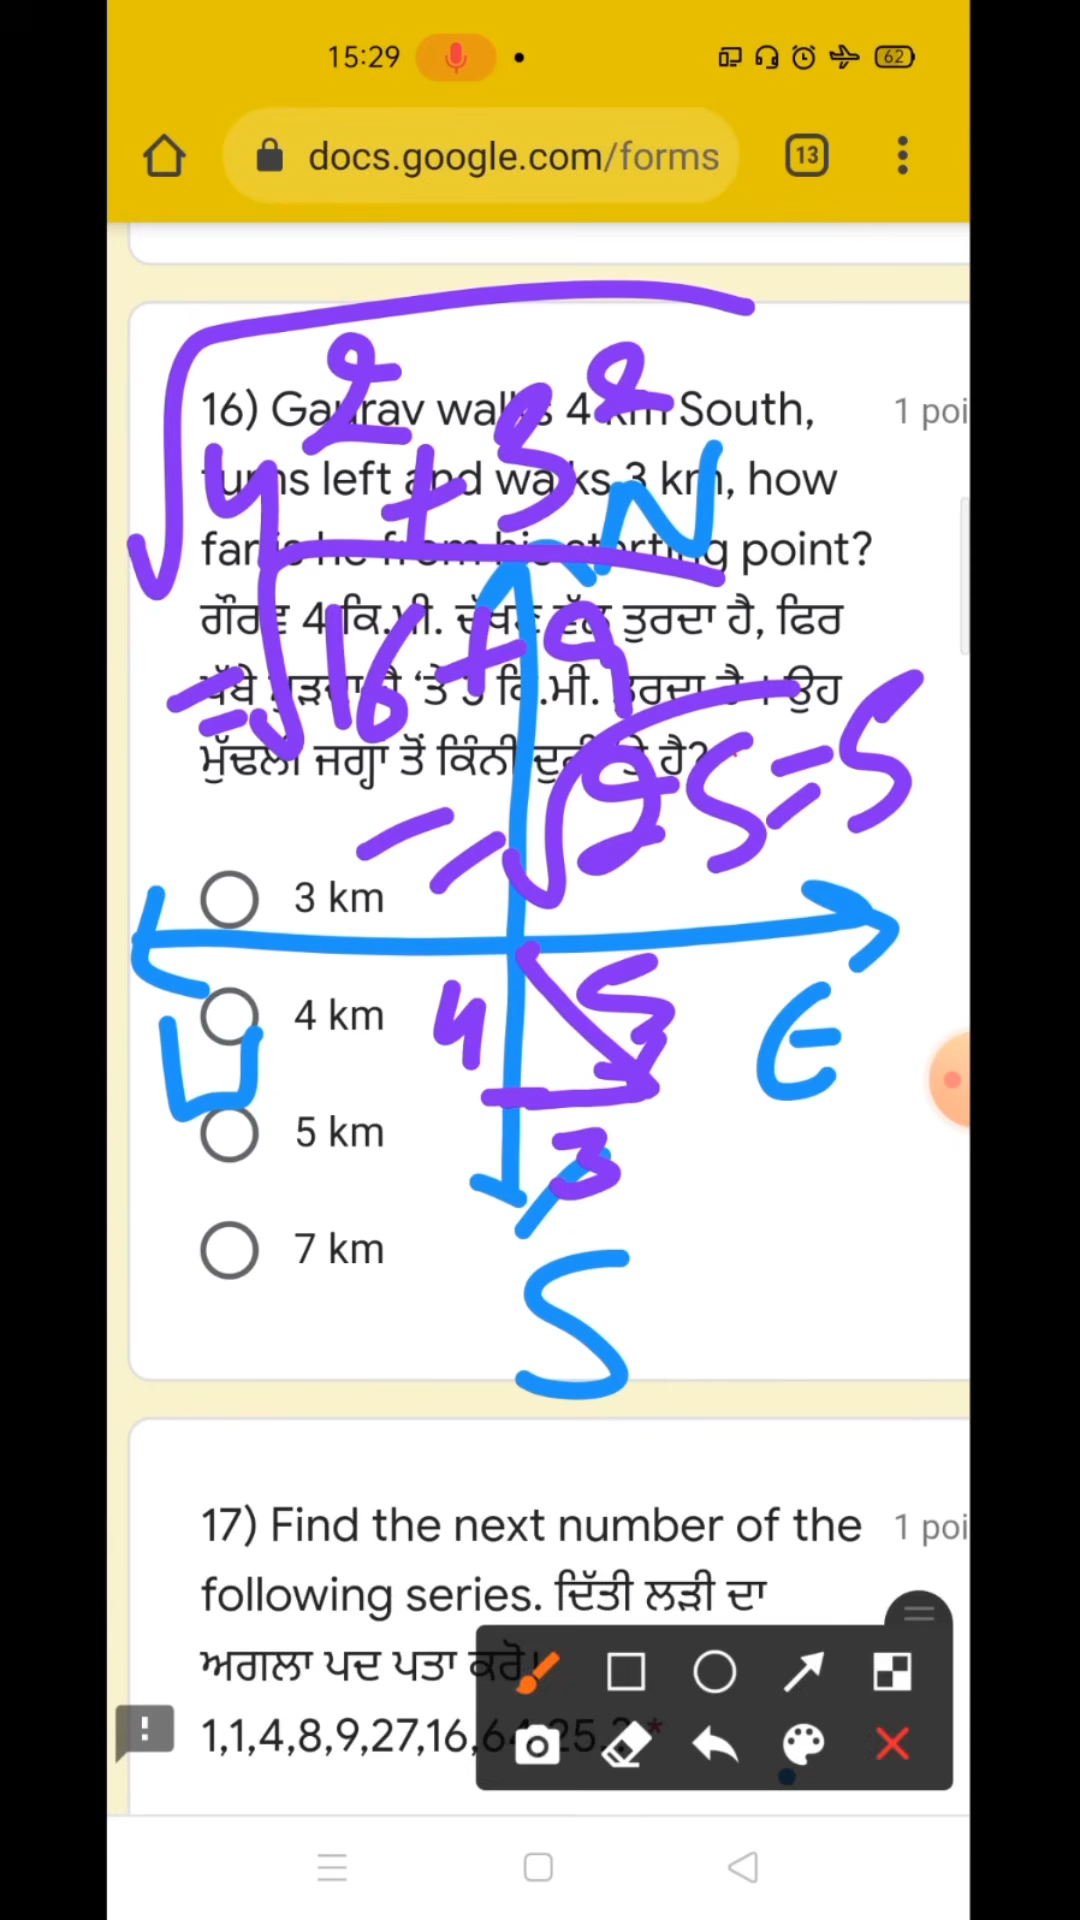 15:29
62
docs.google.com/forms
13
16) Gaurav walks 4 km South,
1 poi
turns left and walks 3 km, how
far is he from his starting point?
ਗੌਰਵ 4 ਕਿ.ਮੀ. ਦੱਖਣ ਵੱਲ ਤੁਰਦਾ ਹੈ, ਫਿਰ
ਖੱਬੇ ਮੁੜਦਾ ਹੈ ‘ਤੇ 3 ਕਿ.ਮੀ. ਤੁਰਦਾ ਹੈ । ਉਹ
ਮੁੱਢਲੀ ਜਗ੍ਹਾ ਤੋਂ ਕਿੰਨੀ ਦੂਰੀ ਤੇ ਹੈ? *
√4² + 3²
= √16 + 9
= √25 = 5
N
E
S
4
5
3
3 km
4 km
5 km
7 km
17) Find the next number of the
1 poi
following series. ਦਿੱਤੀ ਲੜੀ ਦਾ
ਅਗਲਾ ਪਦ ਪਤਾ ਕਰੋ।
1,1,4,8,9,27,16,64,25,? *